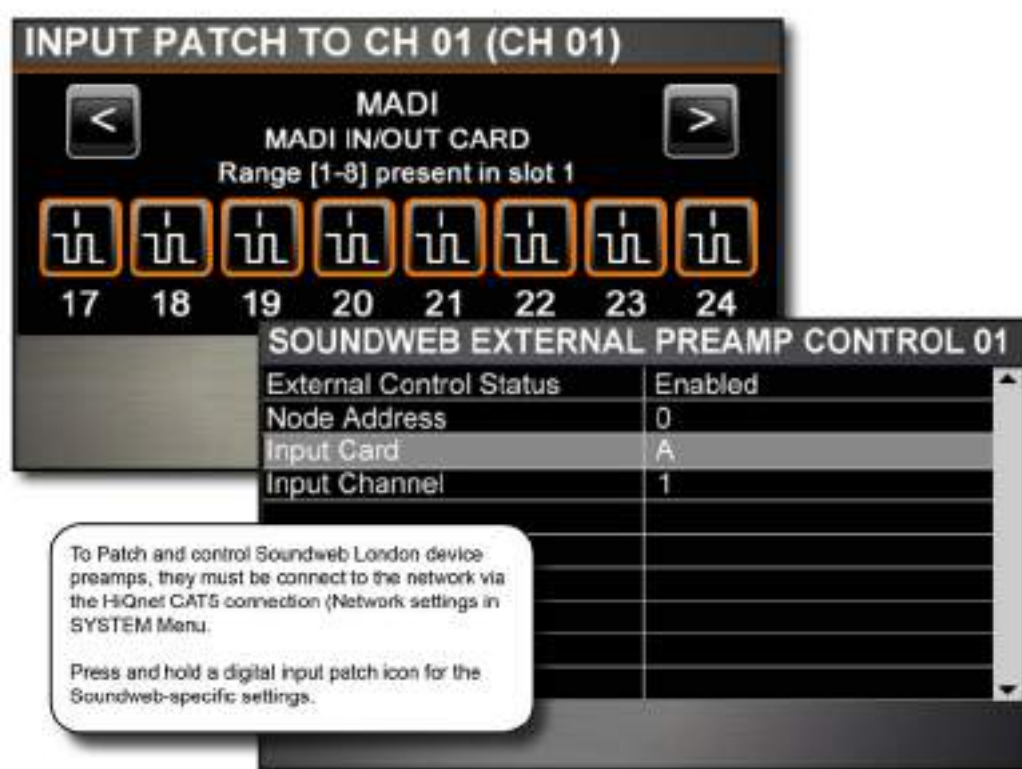 INPUT PATCH TO CH 01 (CH 01)
<
MADI
>
MADI IN/OUT CARD
Range [1-8] present in slot 1
17 18 19 20 21 22 23 24
SOUNDWEB EXTERNAL PREAMP CONTROL 01
External Control Status Enabled
Node Address 0
Input Card A
Input Channel 1
To Patch and control Soundweb London device
preamps, they must be connect to the network via
the HiQnet CAT5 connection (Network settings in
SYSTEM Menu.
Press and hold a digital input patch icon for the
Soundweb-specific settings.